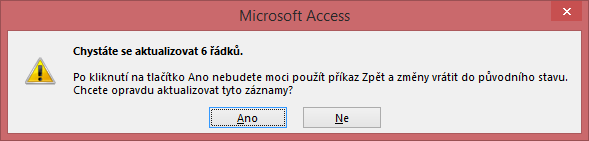 Microsoft Access
Chystáte se aktualizovat 6 řádků.
Po kliknutí na tlačítko Ano nebudete moci použít příkaz Zpět a změny vrátit do původního stavu.
Chcete opravdu aktualizovat tyto záznamy?
Ano
Ne